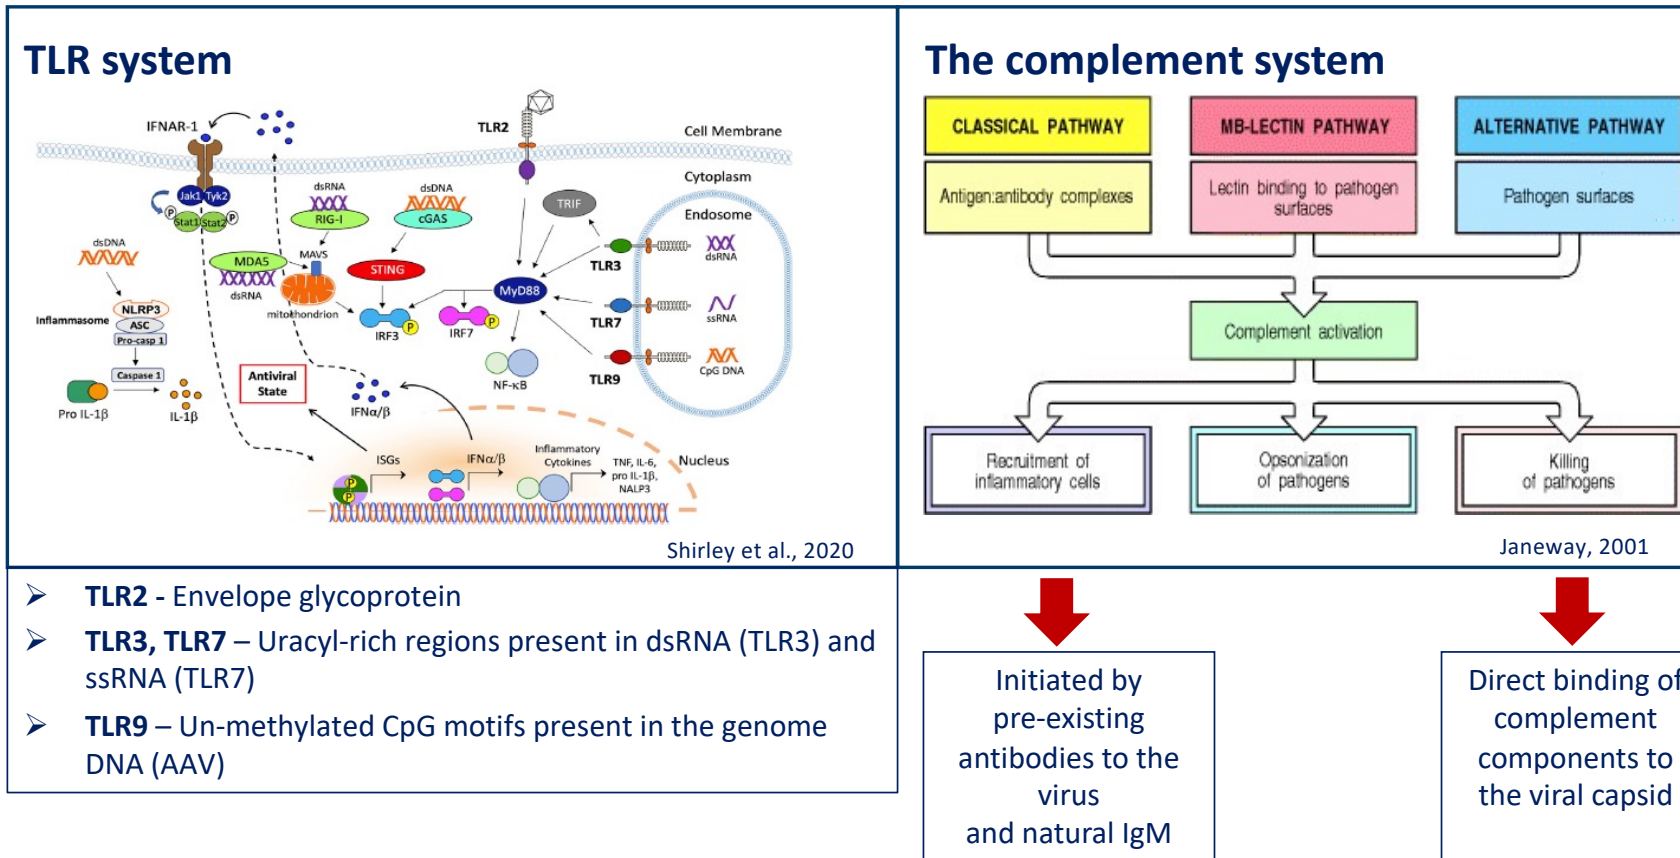 TLR system
IFNAR-1
TLR2
Cell Membrane
Cytoplasm
Endosome
Jak1 Tyk2
P Stat1 Stat2 P
dsRNA
RIG-I
dsDNA
cGAS
TRIF
dsRNA
TLR3
dsDNA
MDA5
dsRNA
MAVS
mitochondrion
STING
MyD88
ssRNA
TLR7
NLRP3
ASC
Pro-casp 1
Inflammasome
IRF3
P
IRF7
P
NF-κB
CpG DNA
TLR9
Caspase 1
Pro IL-1β
IL-1β
Antiviral
State
IFNα/β
P
P
ISGs
IFNα/β
Inflammatory
Cytokines
TNF, IL-6,
pro IL-1β,
NALP3
Nucleus
Shirley et al., 2020
➢ TLR2 - Envelope glycoprotein
➢ TLR3, TLR7 – Uracyl-rich regions present in dsRNA (TLR3) and
ssRNA (TLR7)
➢ TLR9 – Un-methylated CpG motifs present in the genome
DNA (AAV)
The complement system
CLASSICAL PATHWAY
MB-LECTIN PATHWAY
ALTERNATIVE PATHWAY
Antigen:antibody complexes
Lectin binding to pathogen
surfaces
Pathogen surfaces
Complement activation
Recruitment of
inflammatory cells
Opsonization
of pathogens
Killing
of pathogens
Janeway, 2001
Initiated by
pre-existing
antibodies to the
virus
and natural IgM
Direct binding of
complement
components to
the viral capsid